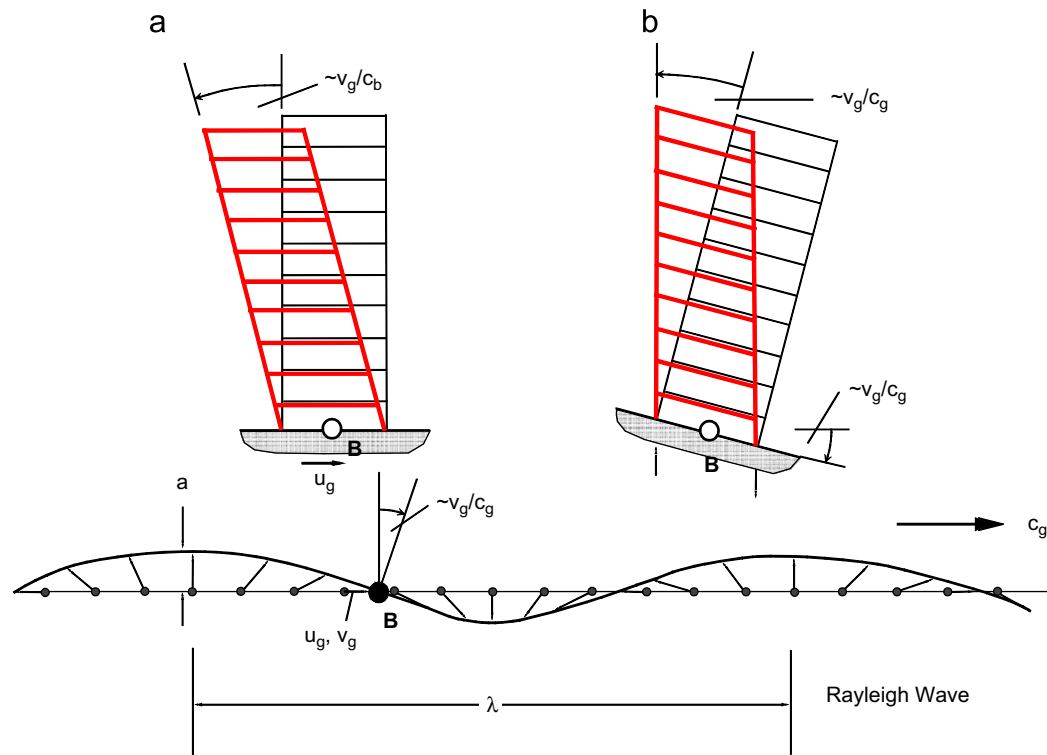 a
b
~v_g/c_b
~v_g/c_g
~v_g/c_g
B
B
u_g
a
~v_g/c_g
c_g
B
u_g, v_g
λ
Rayleigh Wave